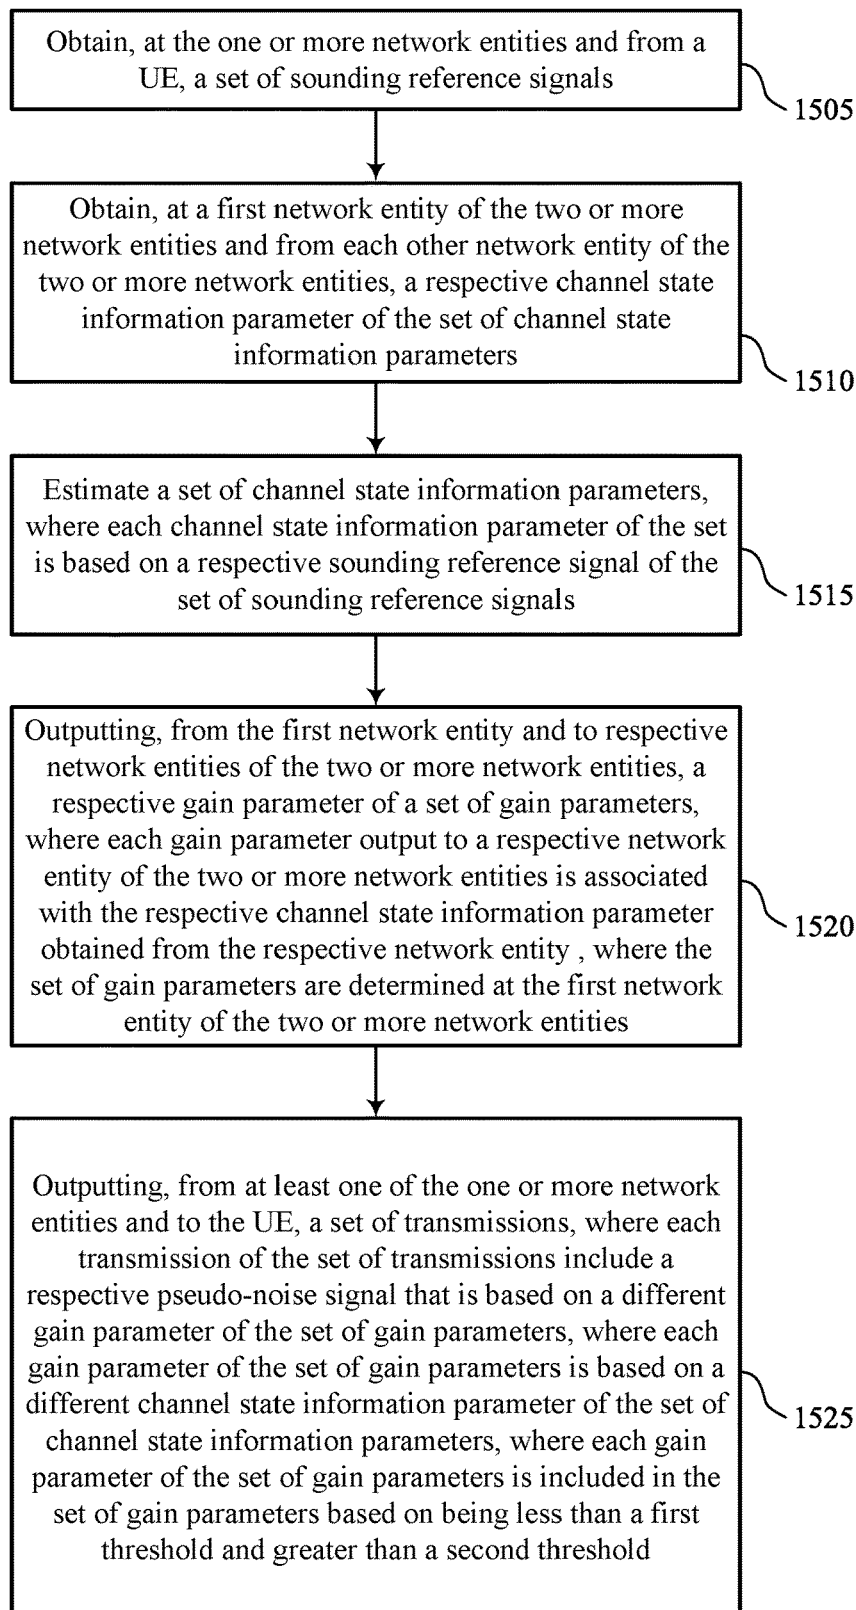 Obtain, at the one or more network entities and from a
UE, a set of sounding reference signals
1505
Obtain, at a first network entity of the two or more
network entities and from each other network entity of the
two or more network entities, a respective channel state
information parameter of the set of channel state
information parameters
1510
Estimate a set of channel state information parameters,
where each channel state information parameter of the set
is based on a respective sounding reference signal of the
set of sounding reference signals
1515
Outputting, from the first network entity and to respective
network entities of the two or more network entities, a
respective gain parameter of a set of gain parameters,
where each gain parameter output to a respective network
entity of the two or more network entities is associated
with the respective channel state information parameter
obtained from the respective network entity , where the
set of gain parameters are determined at the first network
entity of the two or more network entities
1520
Outputting, from at least one of the one or more network
entities and to the UE, a set of transmissions, where each
transmission of the set of transmissions include a
respective pseudo-noise signal that is based on a different
gain parameter of the set of gain parameters, where each
gain parameter of the set of gain parameters is based on a
different channel state information parameter of the set of
channel state information parameters, where each gain
parameter of the set of gain parameters is included in the
set of gain parameters based on being less than a first
threshold and greater than a second threshold
1525